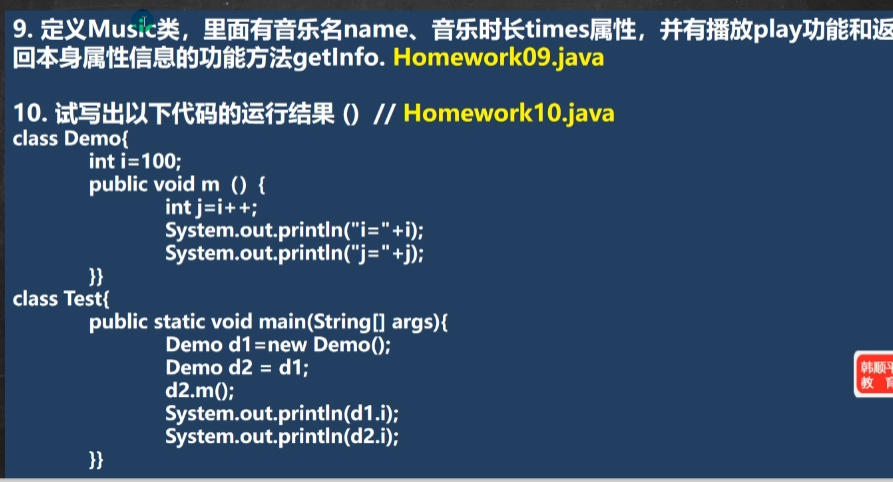 9. 定义Music类，里面有音乐名name、音乐时长times属性，并有播放play功能和返
回本身属性信息的功能方法getInfo. Homework09.java
10. 试写出以下代码的运行结果 () // Homework10.java
class Demo{
int i=100;
public void m () {
int j=i++;
System.out.println("i="+i);
System.out.println("j="+j);
}}
class Test{
public static void main(String[] args){
Demo d1=new Demo();
Demo d2 = d1;
d2.m();
System.out.println(d1.i);
System.out.println(d2.i);
}}
韩顺平
教 育